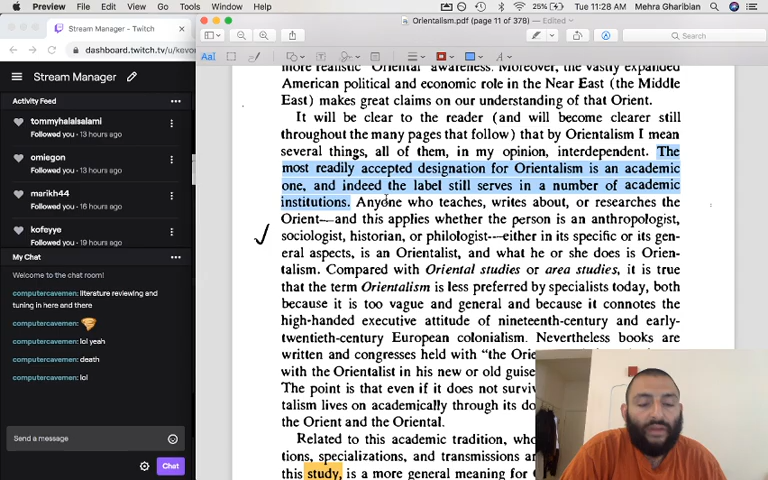 Preview File Edit View Go Tools Window Help
25%
Tue 11:28 AM Mehra Gharibian
Stream Manager - Twitch
dashboard.twitch.tv/u/kevo
Stream Manager
Activity Feed
tommyhalalsalami
Followed you - 13 hours ago
omiegon
Followed you - 13 hours ago
marikh44
Followed you - 16 hours ago
kofeyye
Followed you - 19 hours ago
My Chat
Welcome to the chat room!
computercavemen: literature reviewing and
tuning in here and there
computercavemen:
computercavemen: lol yeah
computercavemen: death
computercavemen: lol
Send a message
Chat
Orientalism.pdf (page 11 of 378) — Edited
Search
more realistic "Oriental" awareness. Moreover, the vastly expanded
American political and economic role in the Near East (the Middle
East) makes great claims on our understanding of that Orient.
It will be clear to the reader (and will become clearer still
throughout the many pages that follow) that by Orientalism I mean
several things, all of them, in my opinion, interdependent. The
most readily accepted designation for Orientalism is an academic
one, and indeed the label still serves in a number of academic
institutions. Anyone who teaches, writes about, or researches the
Orient—and this applies whether the person is an anthropologist,
sociologist, historian, or philologist—either in its specific or its gen-
eral aspects, is an Orientalist, and what he or she does is Orien-
talism. Compared with Oriental studies or area studies, it is true
that the term Orientalism is less preferred by specialists today, both
because it is too vague and general and because it connotes the
high-handed executive attitude of nineteenth-century and early-
twentieth-century European colonialism. Nevertheless books are
written and congresses held with "the Orie
with the Orientalist in his new or old guise
The point is that even if it does not surviv
talism lives on academically through its do
the Orient and the Oriental.
Related to this academic tradition, who
tions, specializations, and transmissions ar
this study, is a more general meaning for